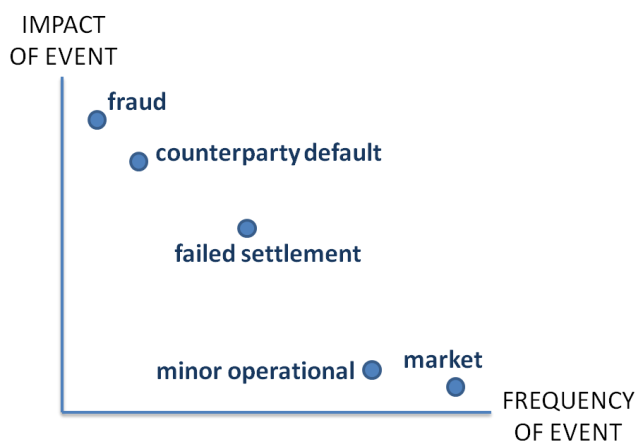 IMPACT
OF EVENT
fraud
counterparty default
failed settlement
minor operational
market
FREQUENCY
OF EVENT